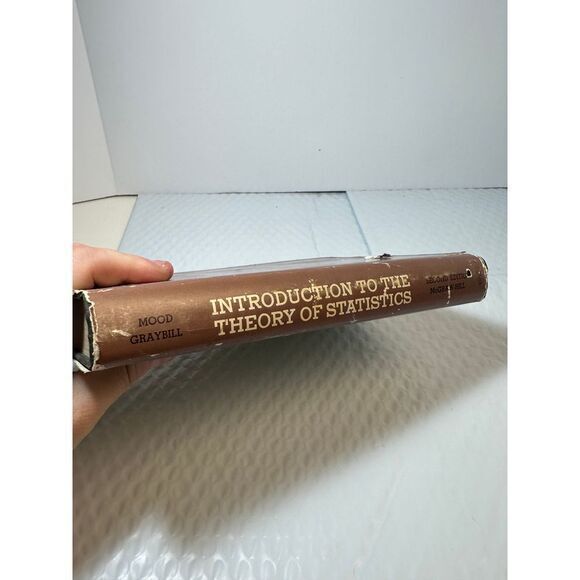 MOOD
GRAYBILL
INTRODUCTION TO THE
THEORY OF STATISTICS
SECOND EDITION
McGRAW-HILL